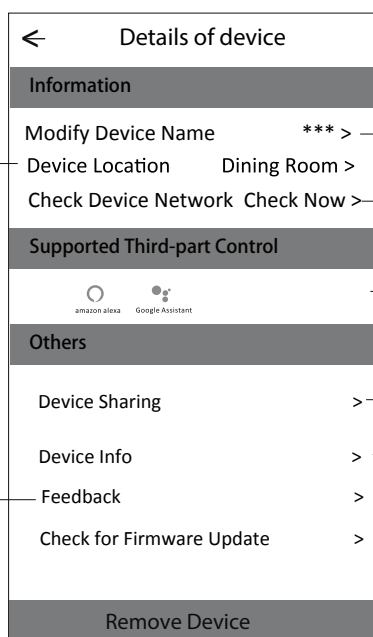 ← Details of device
Information
Modify Device Name *** >
Device Location Dining Room >
Check Device Network Check Now >
Supported Third-part Control
amazon alexa Google Assistant
Others
Device Sharing >
Device Info >
Feedback >
Check for Firmware Update >
Remove Device